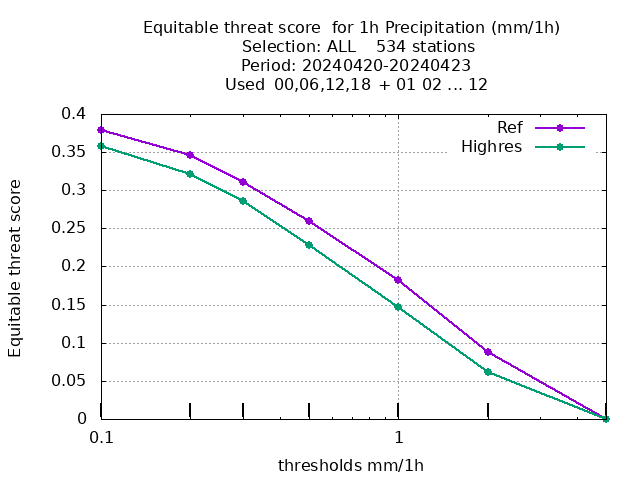 Equitable threat score  for 1h Precipitation (mm/1h)
Selection: ALL    534 stations
Period: 20240420-20240423
Used  00,06,12,18 + 01 02 ... 12
Ref
Highres
Equitable threat score
0.4
0.35
0.3
0.25
0.2
0.15
0.1
0.05
0
0.1 1
thresholds mm/1h